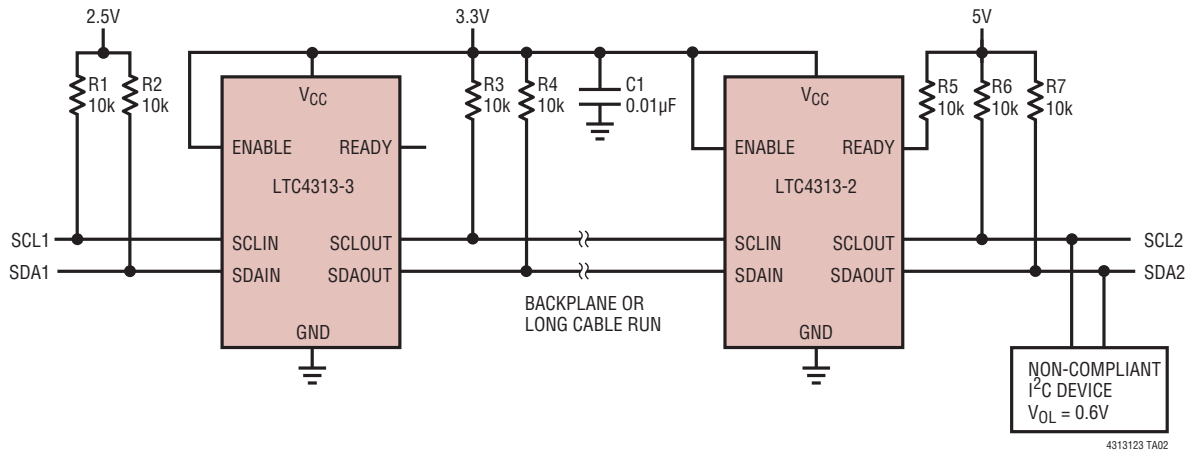 2.5V
3.3V
5V
R1
10k
R2
10k
R3
10k
R4
10k
C1
0.01µF
R5
10k
R6
10k
R7
10k
VCC
ENABLE
READY
LTC4313-3
SCLIN
SCLOUT
SDAIN
SDAOUT
GND
VCC
ENABLE
READY
LTC4313-2
SCLIN
SCLOUT
SDAIN
SDAOUT
GND
SCL1
SDA1
SCL2
SDA2
BACKPLANE OR
LONG CABLE RUN
NON-COMPLIANT
I2C DEVICE
VOL = 0.6V
4313123 TA02